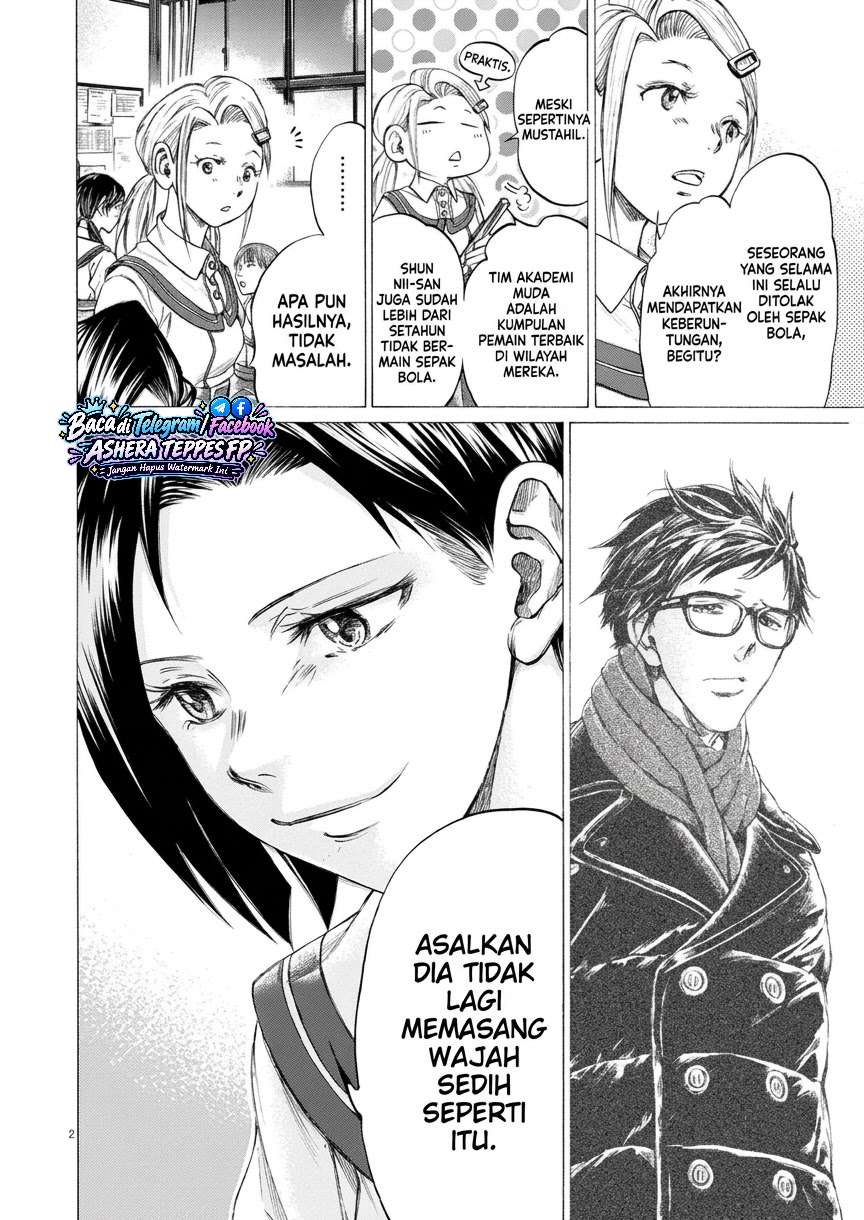 SESEORANG
YANG SELAMA
INI SELALU
DITOLAK
OLEH SEPAK
BOLA,
AKHIRNYA
MENDAPATKAN
KEBERUN-
TUNGAN,
BEGITU?
MESKI
SEPERTINYA
MUSTAHIL.
PRAKTIS.
TIM AKADEMI
MUDA
ADALAH
KUMPULAN
PEMAIN TERBAIK
DI WILAYAH
MEREKA.
SHUN
NII-SAN
JUGA SUDAH
LEBIH DARI
SETAHUN
TIDAK BER-
MAIN SEPAK
BOLA.
........
APA PUN
HASILNYA,
TIDAK
MASALAH.
Baca di Telegram/Facebook
ASHERA TEPPES FP
Jangan Hapus Watermark Ini
ASALKAN
DIA TIDAK
LAGI
MEMASANG
WAJAH
SEDIH
SEPERTI
ITU.
2